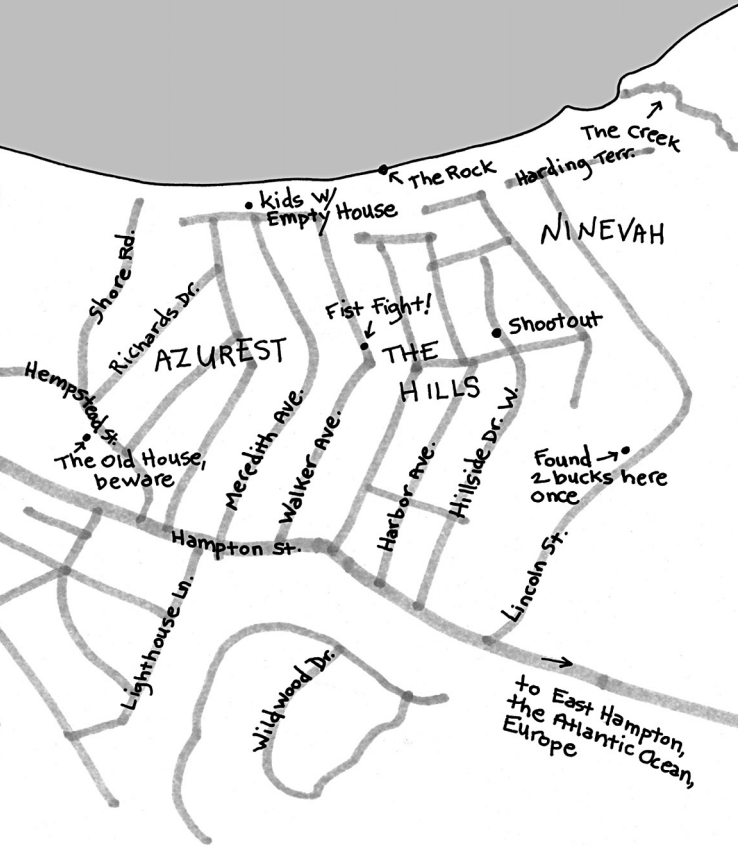 The Creek
Harding Terr.
The Rock
kids w/
Empty House
NINEVAH
Shore Rd.
Richards Dr.
Fist Fight!
Shootout
AZUREST
THE
HILLS
Hempstead St.
Meredith Ave.
Walker Ave.
Harbor Ave.
Hillside Dr. W.
The Old House,
beware
Found
2 bucks here
once
Hampton St.
Lincoln St.
Lighthouse Ln.
Wildwood Dr.
to East Hampton,
the Atlantic Ocean,
Europe